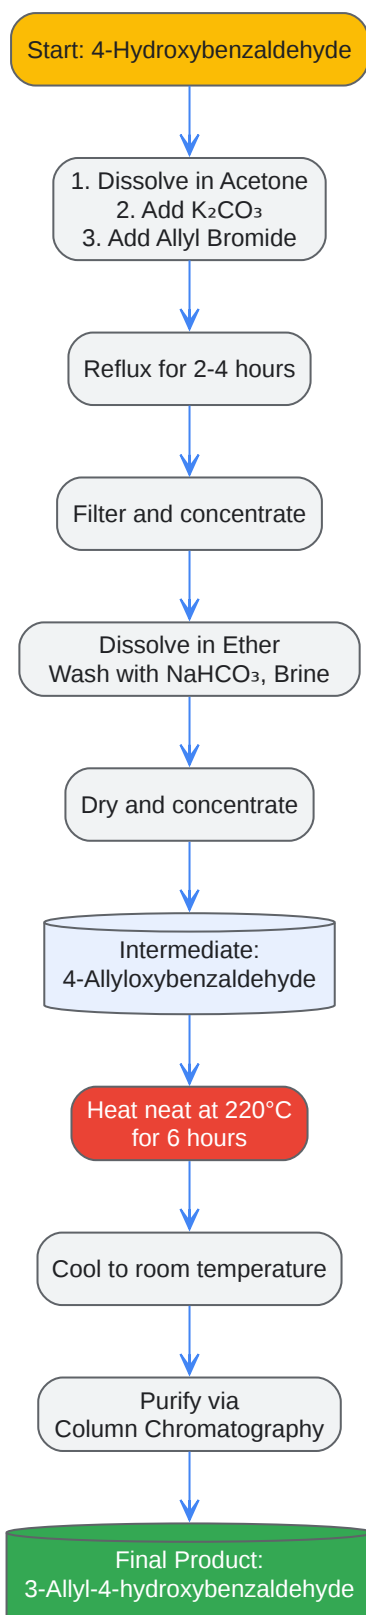 Start: 4-Hydroxybenzaldehyde
1. Dissolve in Acetone
2. Add K₂CO₃
3. Add Allyl Bromide
Reflux for 2-4 hours
Filter and concentrate
Dissolve in Ether
Wash with NaHCO₃, Brine
Dry and concentrate
Intermediate:
4-Allyloxybenzaldehyde
Heat neat at 220°C
for 6 hours
Cool to room temperature
Purify via
Column Chromatography
Final Product:
3-Allyl-4-hydroxybenzaldehyde